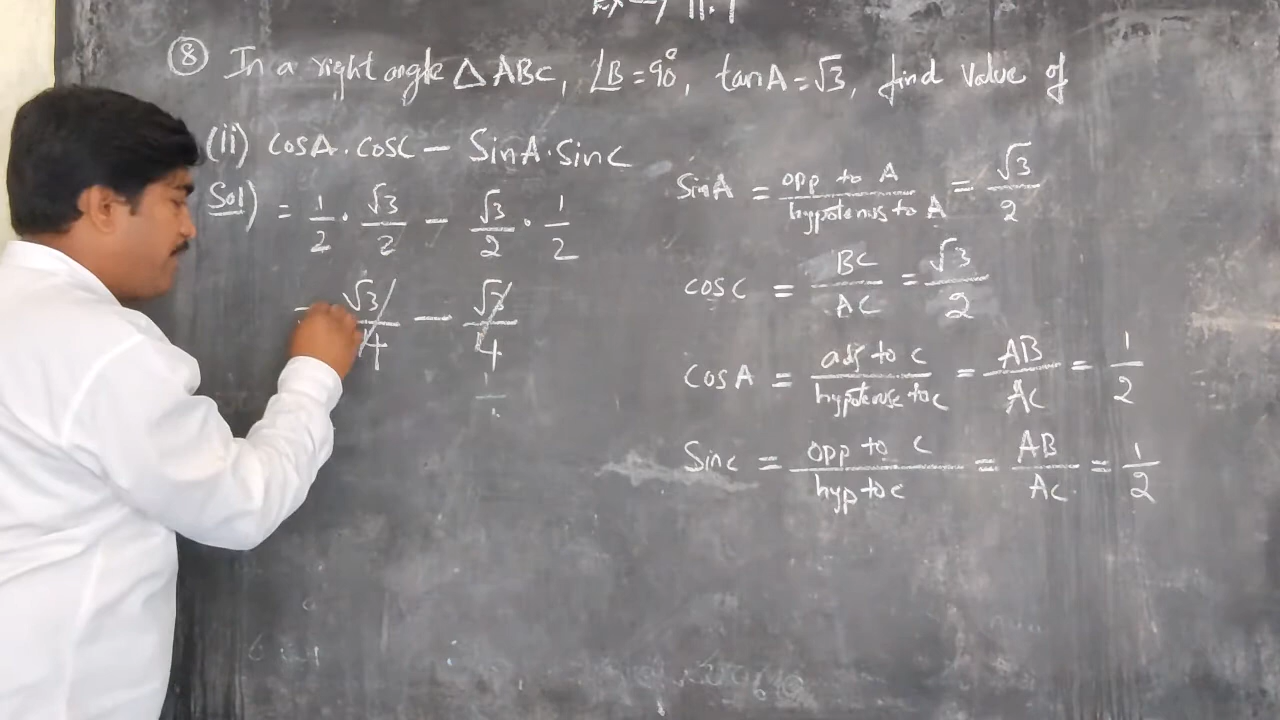 Ex → 11.1
⑧ In a right angle △ABC, ∠B = 90°, tanA = √3, find value of
(ii) cosA.cosC − SinA.sinC
Sol) = 1/2 . √3/2 − √3/2 . 1/2
= √3/4 − √3/4
SinA = opp to A / hypotenus to A = √3/2
cosC = BC/AC = √3/2
cosA = adj to c / hypotenuse to c = AB/AC = 1/2
Sinc = opp to c / hyp to c = AB/AC = 1/2